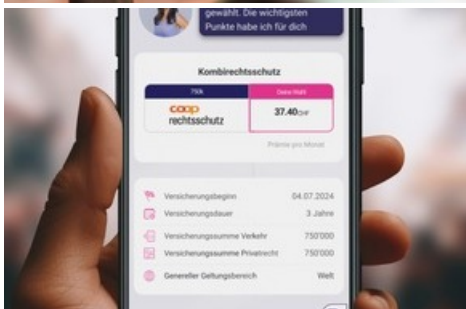 gewählt. Die wichtigsten
Punkte habe ich für dich
Kombirechtsschutz
750k
Deine Wahl
coop
rechtsschutz
37.40CHF
Prämie pro Monat
Versicherungsbeginn 04.07.2024
Versicherungsdauer 3 Jahre
Versicherungssumme Verkehr 750'000
Versicherungssumme Privatrecht 750'000
Genereller Geltungsbereich Welt